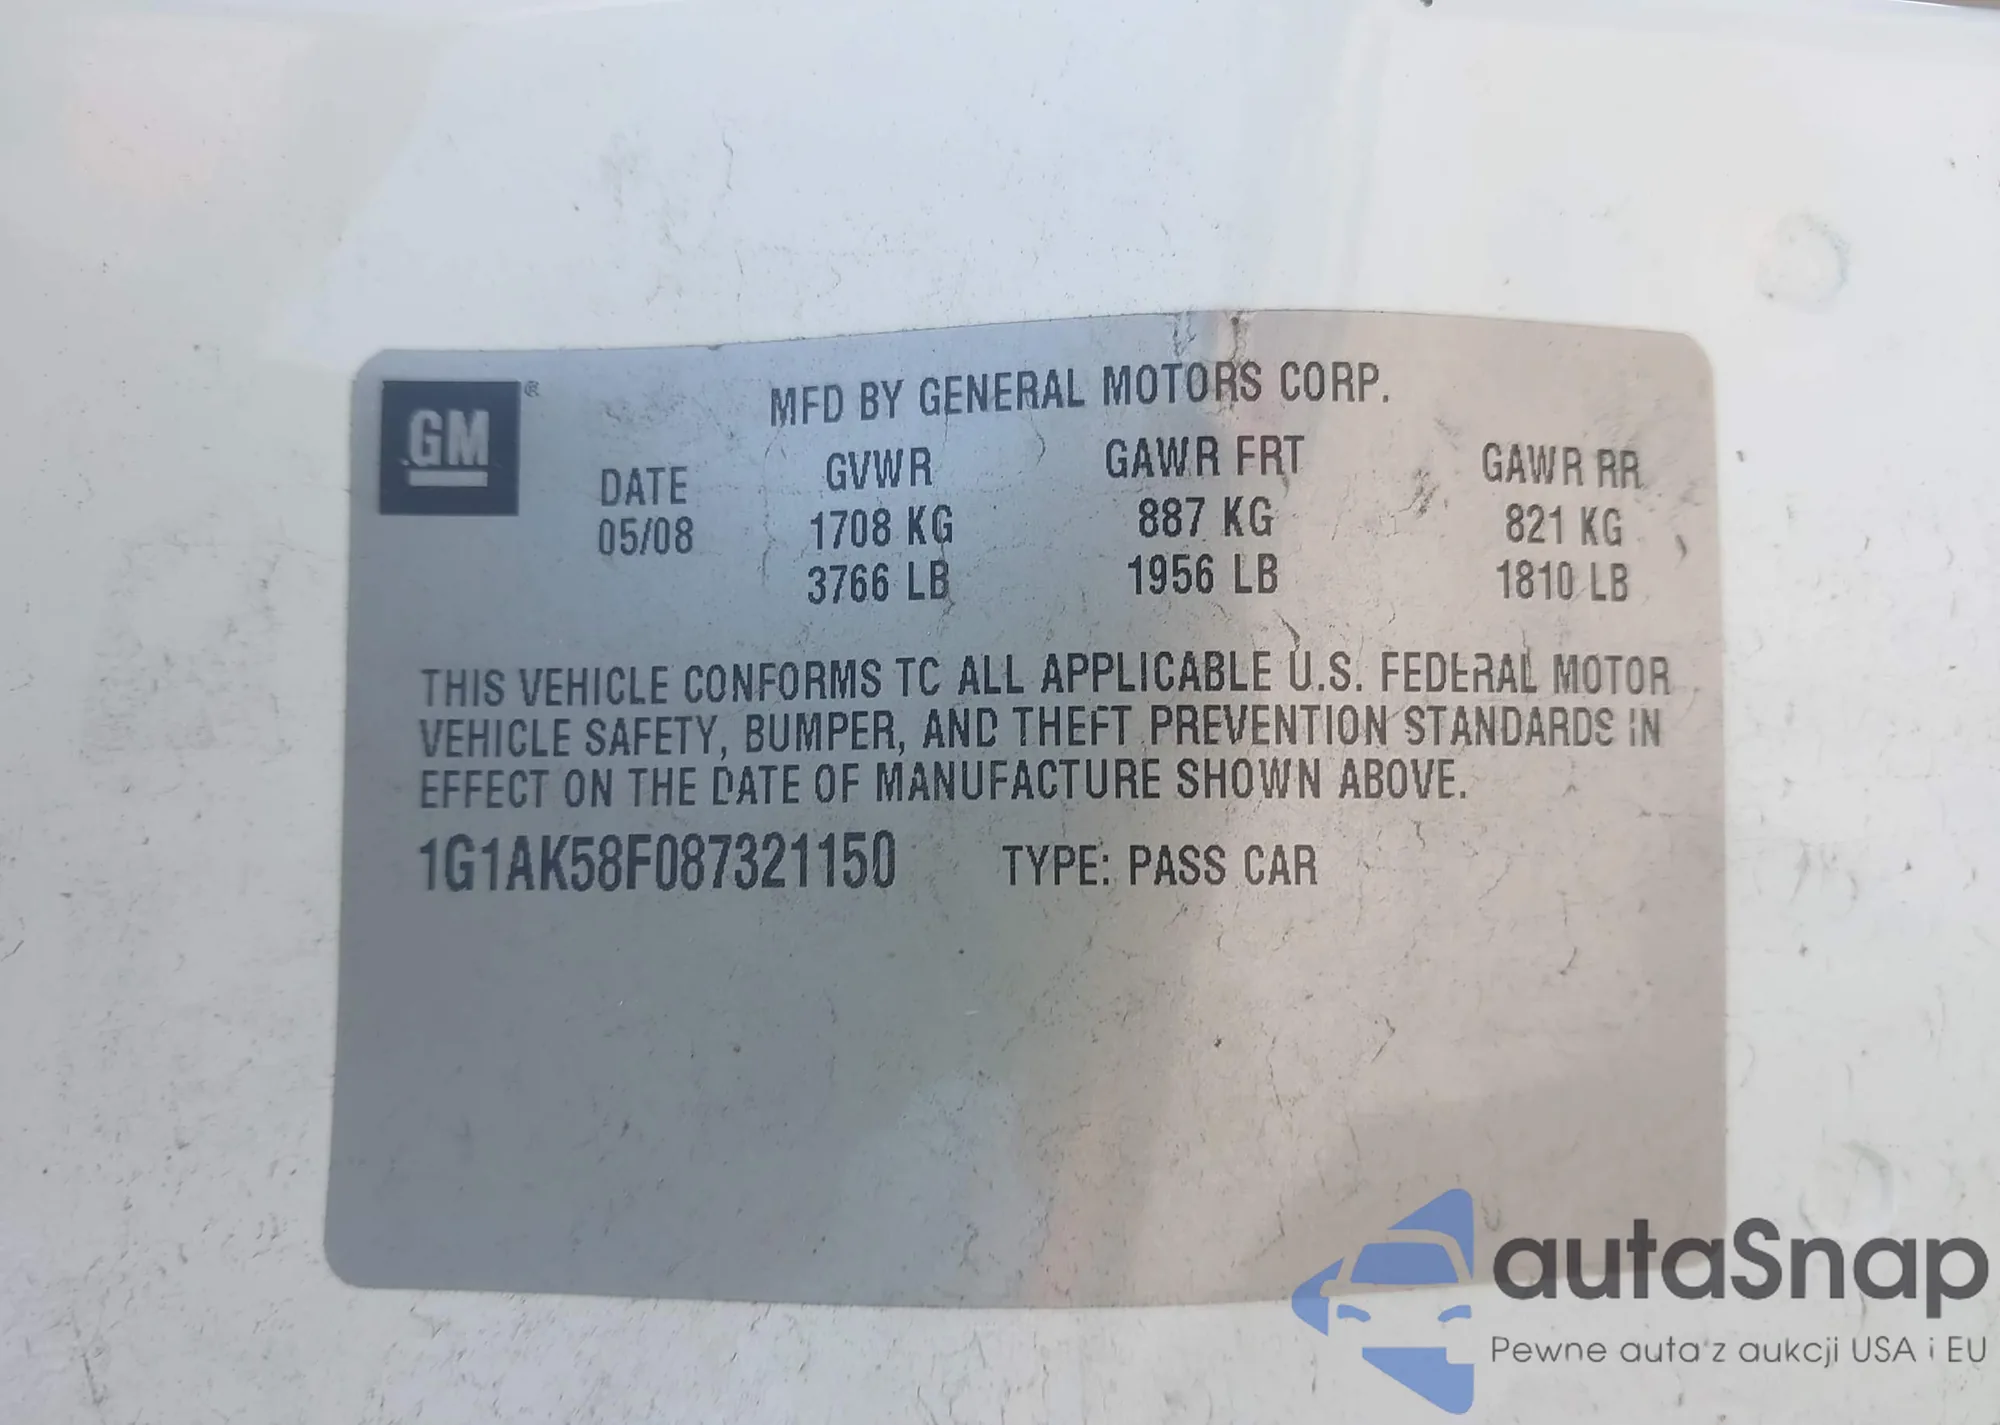 GM®
MFD BY GENERAL MOTORS CORP.
DATE GVWR GAWR FRT GAWR RR
05/08 1708 KG 887 KG 821 KG
3766 LB 1956 LB 1810 LB
THIS VEHICLE CONFORMS TO ALL APPLICABLE U.S. FEDERAL MOTOR
VEHICLE SAFETY, BUMPER, AND THEFT PREVENTION STANDARDS IN
EFFECT ON THE DATE OF MANUFACTURE SHOWN ABOVE.
1G1AK58F087321150 TYPE: PASS CAR
autaSnap
Pewne auta z aukcji USA i EU